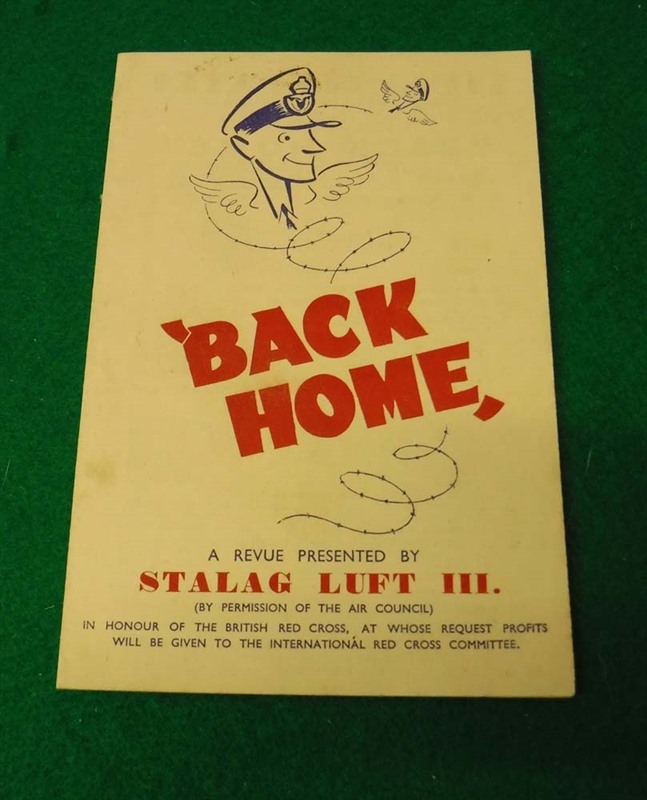 'BACK
HOME,
A REVUE PRESENTED BY
STALAG LUFT III.
(BY PERMISSION OF THE AIR COUNCIL)
IN HONOUR OF THE BRITISH RED CROSS, AT WHOSE REQUEST PROFITS
WILL BE GIVEN TO THE INTERNATIONAL RED CROSS COMMITTEE.